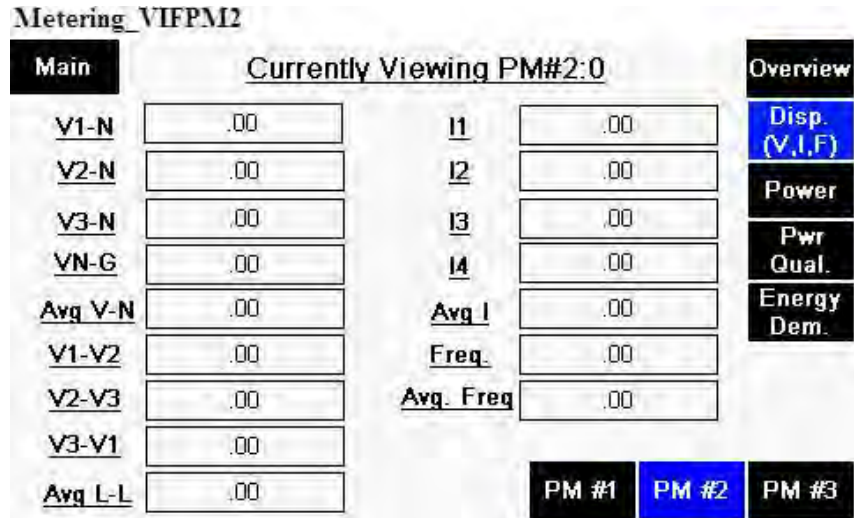 Metering_VIFPM2
Main
Currently Viewing PM#2:0
Overview
V1-N .00
I1 .00
Disp.
(V,I,F)
V2-N .00
I2 .00
Power
V3-N .00
I3 .00
Pwr
Qual.
VN-G .00
I4 .00
Energy
Dem.
Avg V-N .00
Avg I .00
V1-V2 .00
Freq. .00
V2-V3 .00
Avg. Freq .00
V3-V1 .00
Avg L-L .00
PM #1 PM #2 PM #3